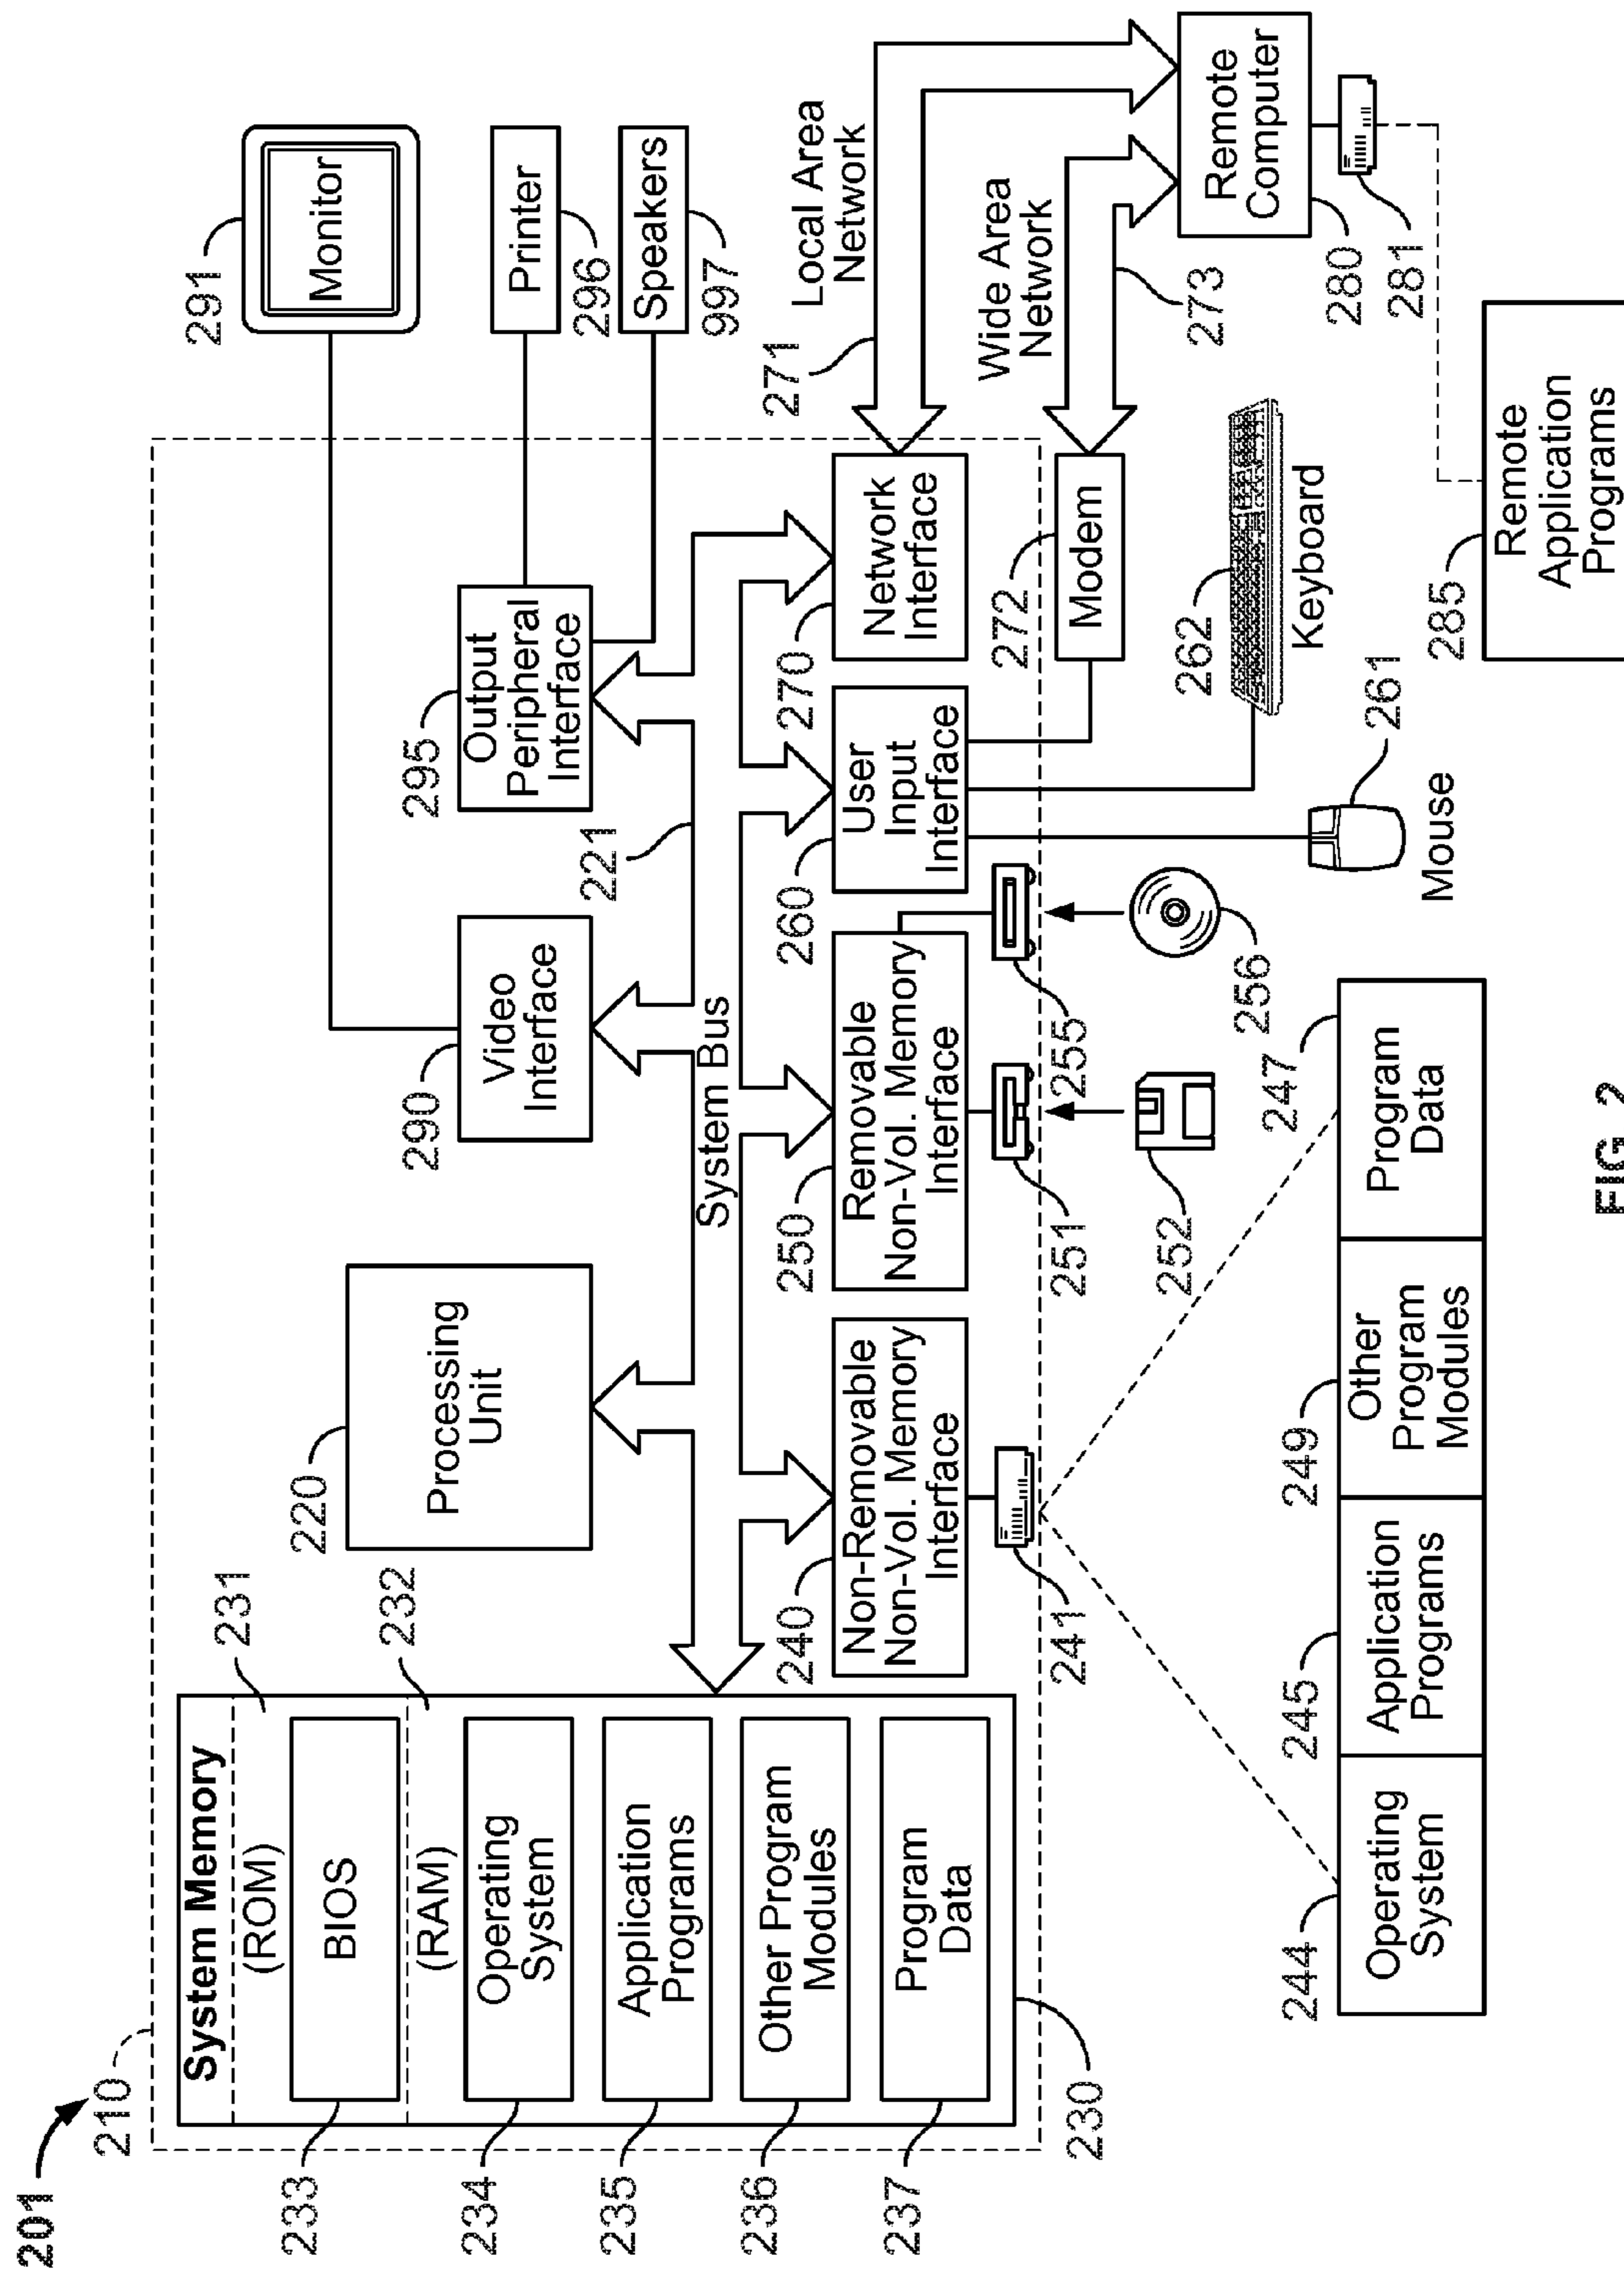 201
210
System Memory
(ROM)
231
BIOS
233
(RAM)
232
Operating
System
234
Application
Programs
235
Other Program
Modules
236
Program
Data
237
230
220
Processing
Unit
290
Video
Interface
295
Output
Peripheral
Interface
221
System Bus
291
Monitor
Printer
296
Speakers
997
240
Non-Removable
Non-Vol. Memory
Interface
250
Removable
Non-Vol. Memory
Interface
260
User
Input
Interface
270
Network
Interface
271
Local Area
Network
241
251
255
272
Modem
Wide Area
Network
273
Remote
Computer
280
281
252
256
262
Keyboard
261
Mouse
244
Operating
System
245
Application
Programs
249
Other
Program
Modules
247
Program
Data
285
Remote
Application
Programs
FIG. 2